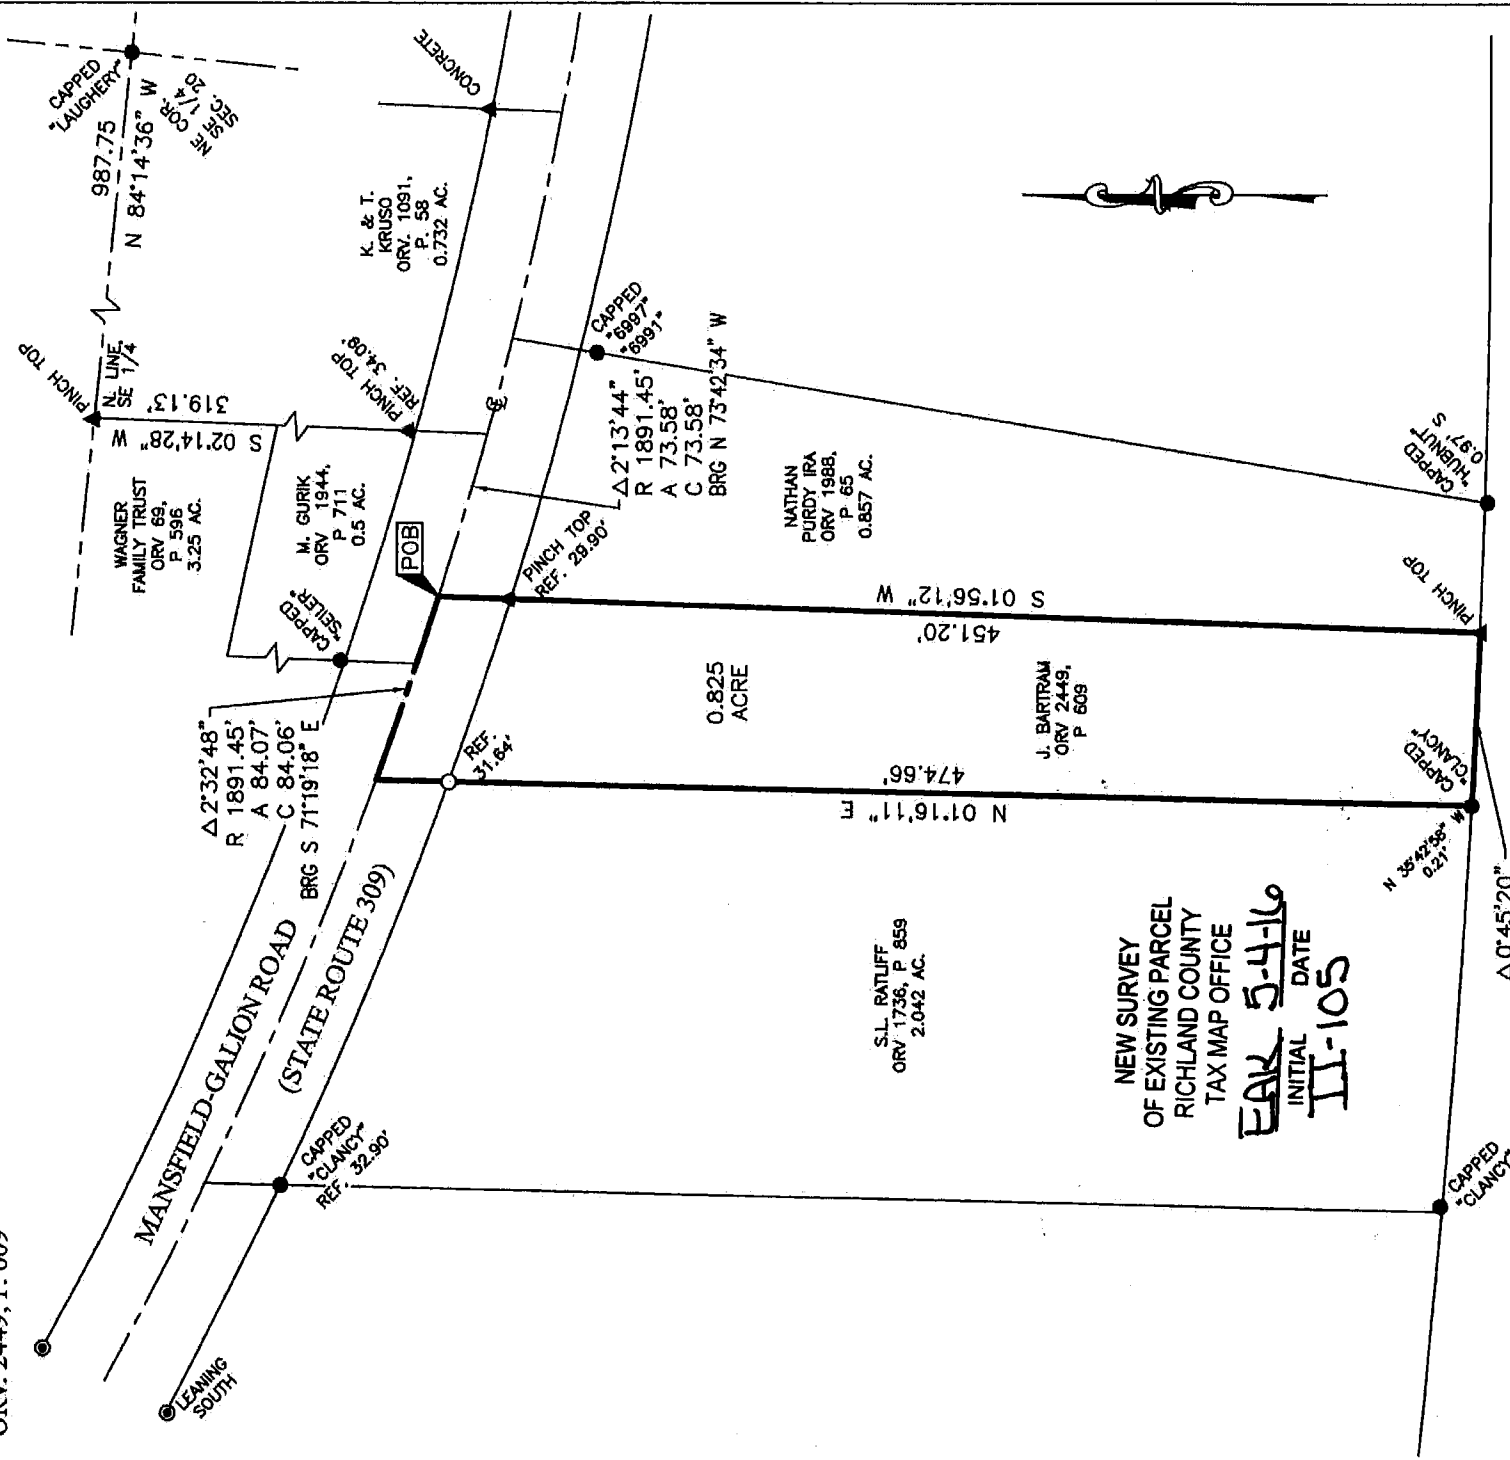 ORV. 2449, P. 609
CAPPED
"LAUGHERY"
987.75
N 84°14'36" W
NE COR.
SE 1/4
SEC. 20
CONCRETE
K. & T.
KRUSO
ORV. 1091,
P. 58
0.732 AC.
PINCH TOP
N. LINE
SE 1/4
319.13'
S 02°14'28" W
PINCH TOP
REF. 34.09'
WAGNER
FAMILY TRUST
ORV 69,
P 596
3.25 AC.
M. GURIK
ORV 1944,
P 711
0.5 AC.
CAPPED
"SEILER"
POB
CAPPED
"6997"
"6991"
Δ2°13'44"
R 1891.45'
A 73.58'
C 73.58'
BRG N 73°42'34" W
PINCH TOP
REF. 29.90'
NATHAN
PURDY IRA
ORV 1988,
P 65
0.857 AC.
CAPPED
"HUBNUT"
0.97' S
PINCH TOP
S 01°56'12" W
451.20'
Δ2°32'48"
R 1891.45'
A 84.07'
C 84.06'
BRG S 71°19'18" E
REF.
31.64'
0.825
ACRE
J. BARTRAM
ORV 2449,
P 609
474.66'
N 01°16'11" E
CAPPED
"CLANCY"
N 35°42'58" W
0.21'
Δ0°45'20"
MANSFIELD-GALION ROAD
(STATE ROUTE 309)
CAPPED
"CLANCY"
REF. 32.90'
LEANING
SOUTH
S.L. RATLIFF
ORV 1736, P 859
2.042 AC.
NEW SURVEY
OF EXISTING PARCEL
RICHLAND COUNTY
TAX MAP OFFICE
EAK 5-4-16
INITIAL DATE
II-105
CAPPED
"CLANCY"